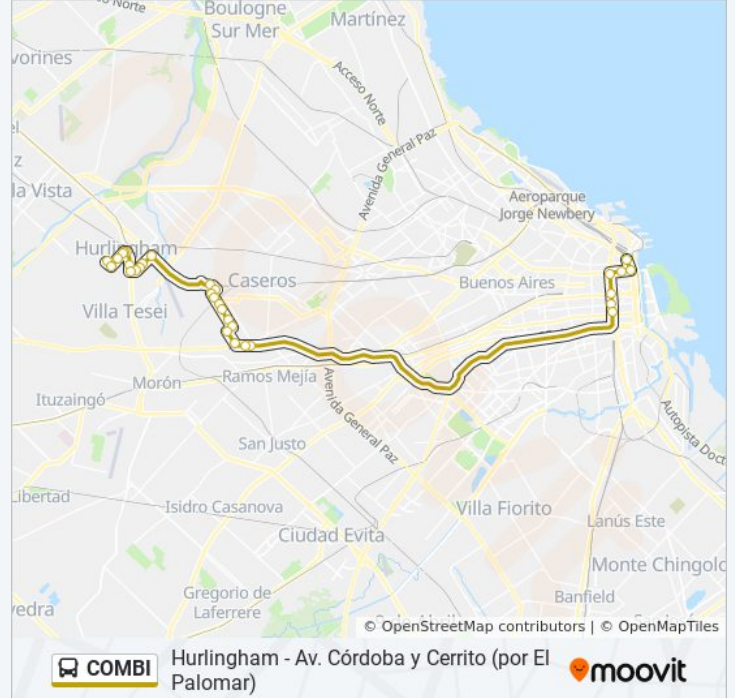 Norte
Boulogne
Sur Mer
Martínez
vorines
Acceso Norte
Avenida General Paz
z
la Vista
Aeroparque
Jorge Newbery
Hurlingham
Caseros
Buenos Aires
Villa Tesei
Ramos Mejía
Morón
Ituzaingó
Avenida General Paz
Autopista Doct
San Justo
Libertad
Isidro Casanova
Villa Fiorito
Lanús Este
Ciudad Evita
Monte Chingolo
Gregorio de
Laferrere
Banfield
vedra
© OpenStreetMap contributors | © OpenMapTiles
COMBI
Hurlingham - Av. Córdoba y Cerrito (por El
Palomar)
moovit